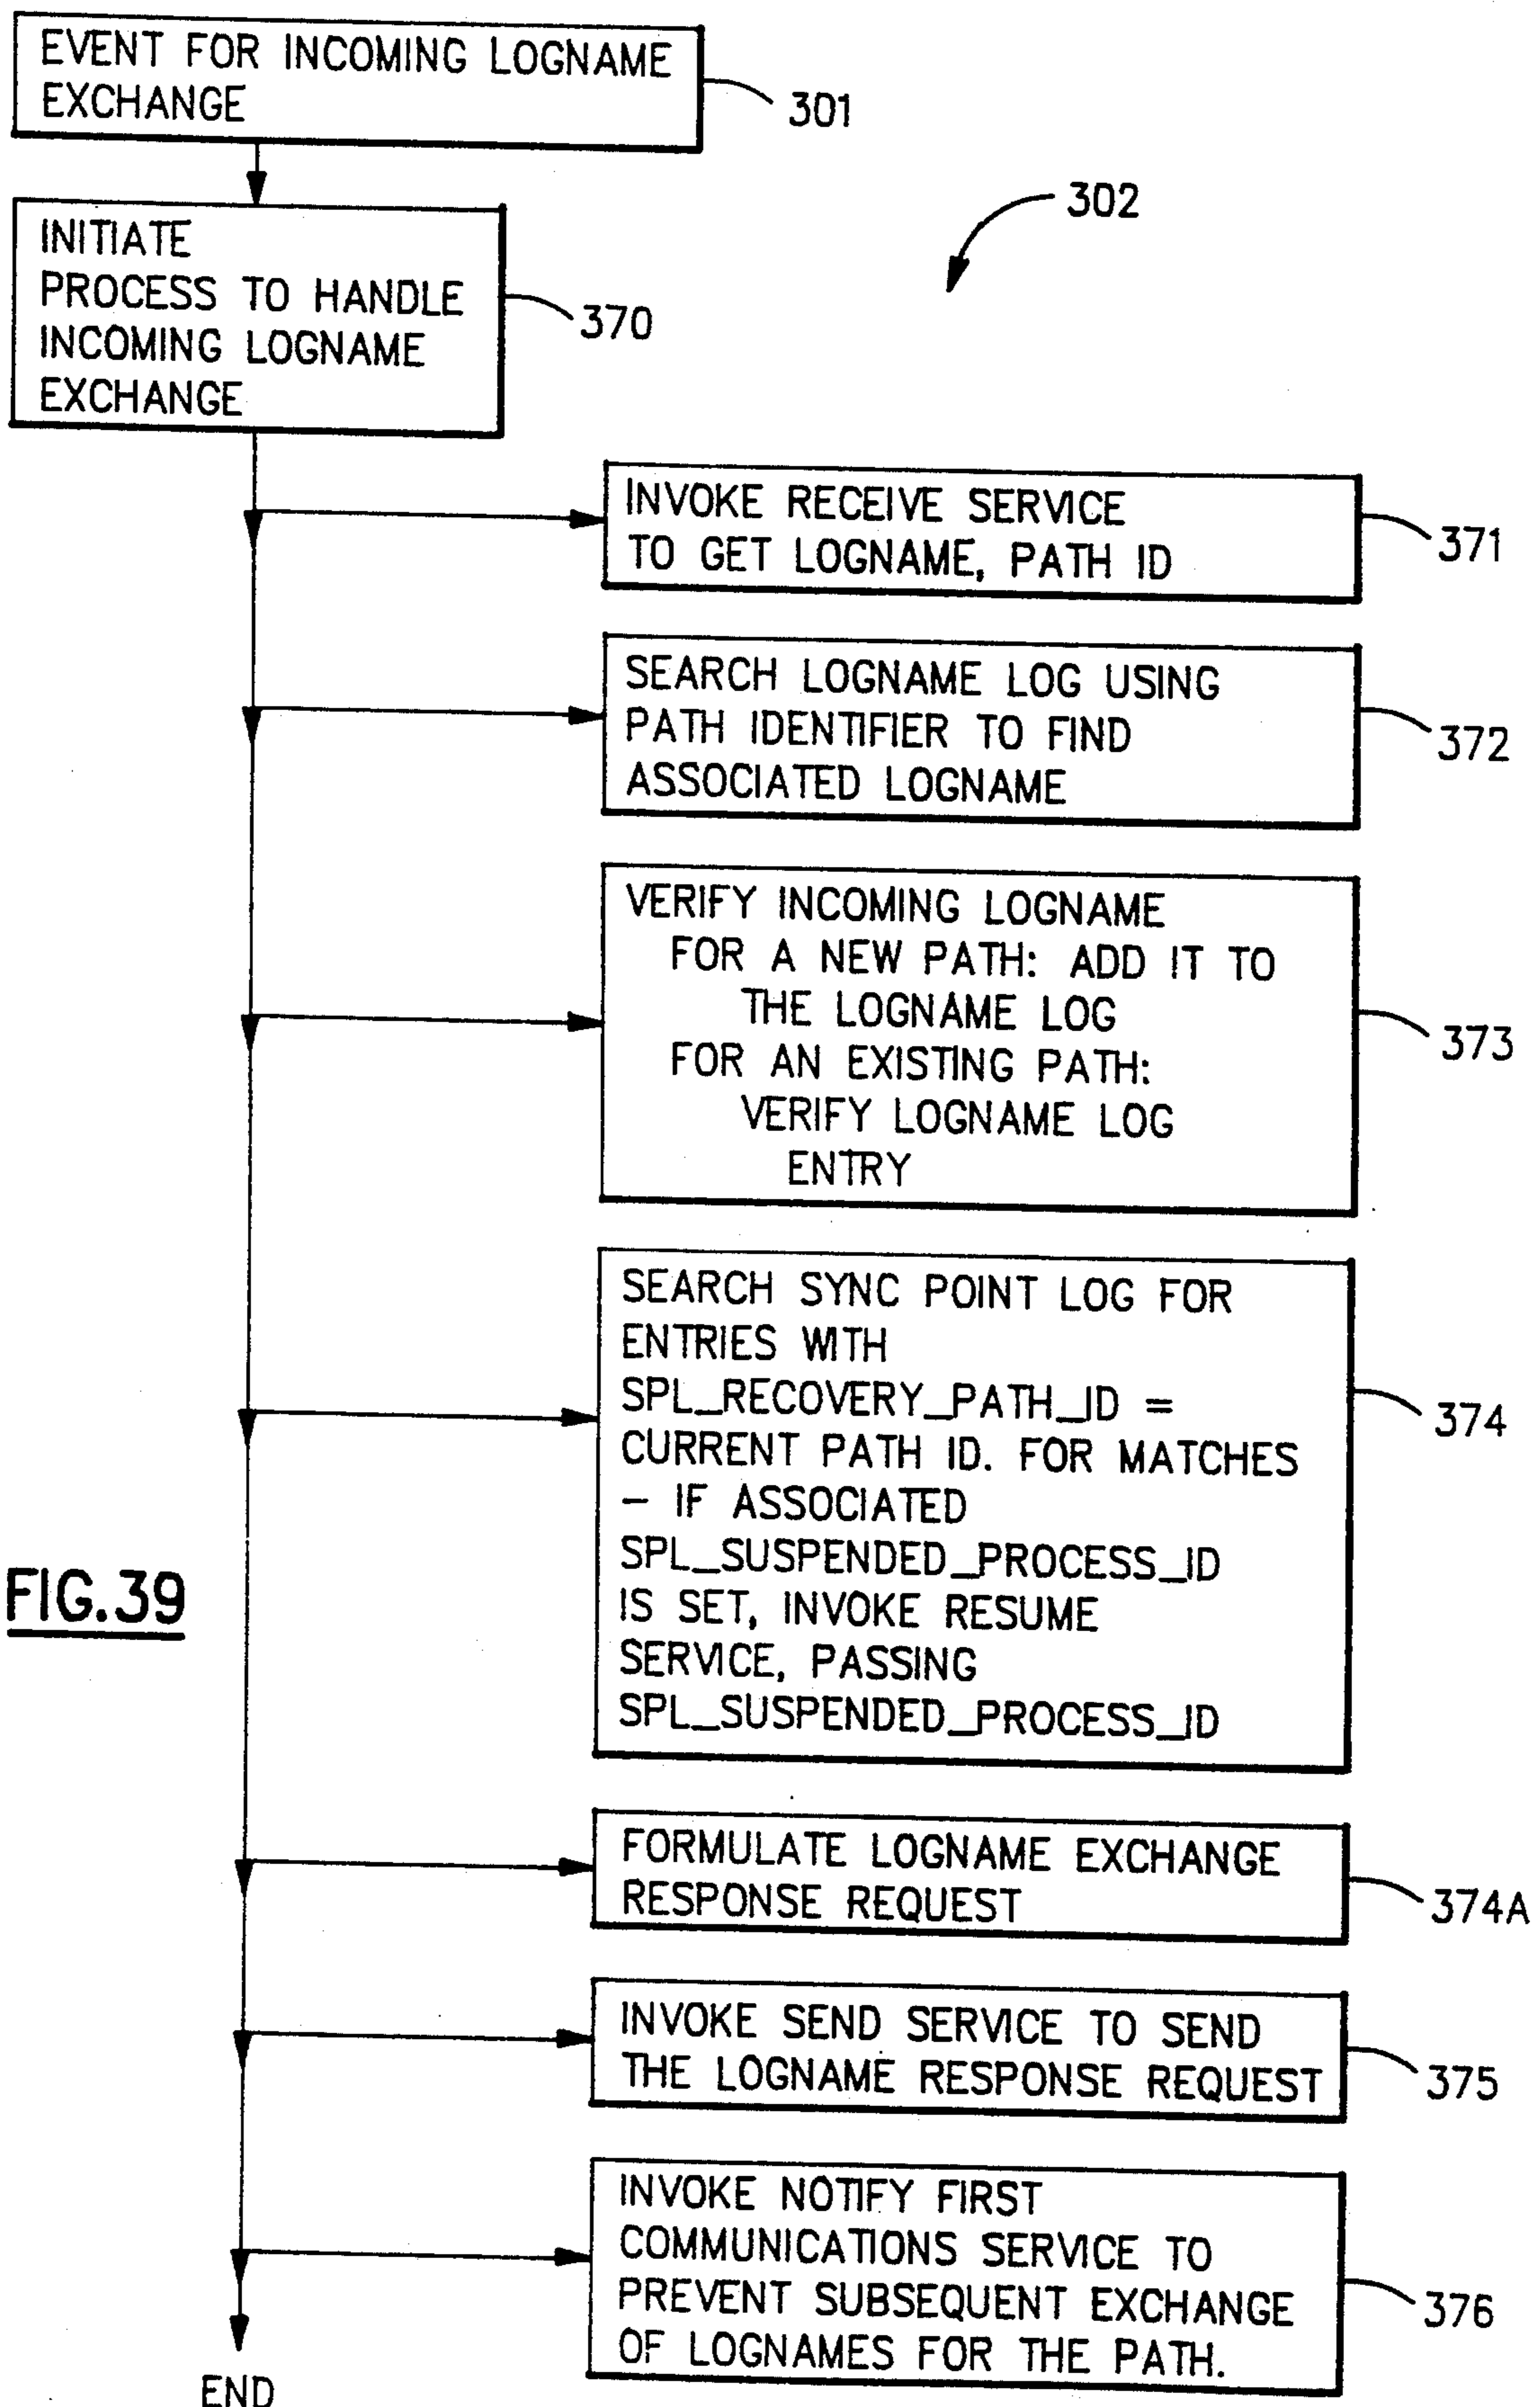 EVENT FOR INCOMING LOGNAME
EXCHANGE
301
302
INITIATE
PROCESS TO HANDLE
INCOMING LOGNAME
EXCHANGE
370
INVOKE RECEIVE SERVICE
TO GET LOGNAME, PATH ID
371
SEARCH LOGNAME LOG USING
PATH IDENTIFIER TO FIND
ASSOCIATED LOGNAME
372
VERIFY INCOMING LOGNAME
FOR A NEW PATH: ADD IT TO
THE LOGNAME LOG
FOR AN EXISTING PATH:
VERIFY LOGNAME LOG
ENTRY
373
SEARCH SYNC POINT LOG FOR
ENTRIES WITH
SPL_RECOVERY_PATH_ID =
CURRENT PATH ID. FOR MATCHES
– IF ASSOCIATED
SPL_SUSPENDED_PROCESS_ID
IS SET, INVOKE RESUME
SERVICE, PASSING
SPL_SUSPENDED_PROCESS_ID
374
FIG.39
FORMULATE LOGNAME EXCHANGE
RESPONSE REQUEST
374A
INVOKE SEND SERVICE TO SEND
THE LOGNAME RESPONSE REQUEST
375
INVOKE NOTIFY FIRST
COMMUNICATIONS SERVICE TO
PREVENT SUBSEQUENT EXCHANGE
OF LOGNAMES FOR THE PATH.
376
END